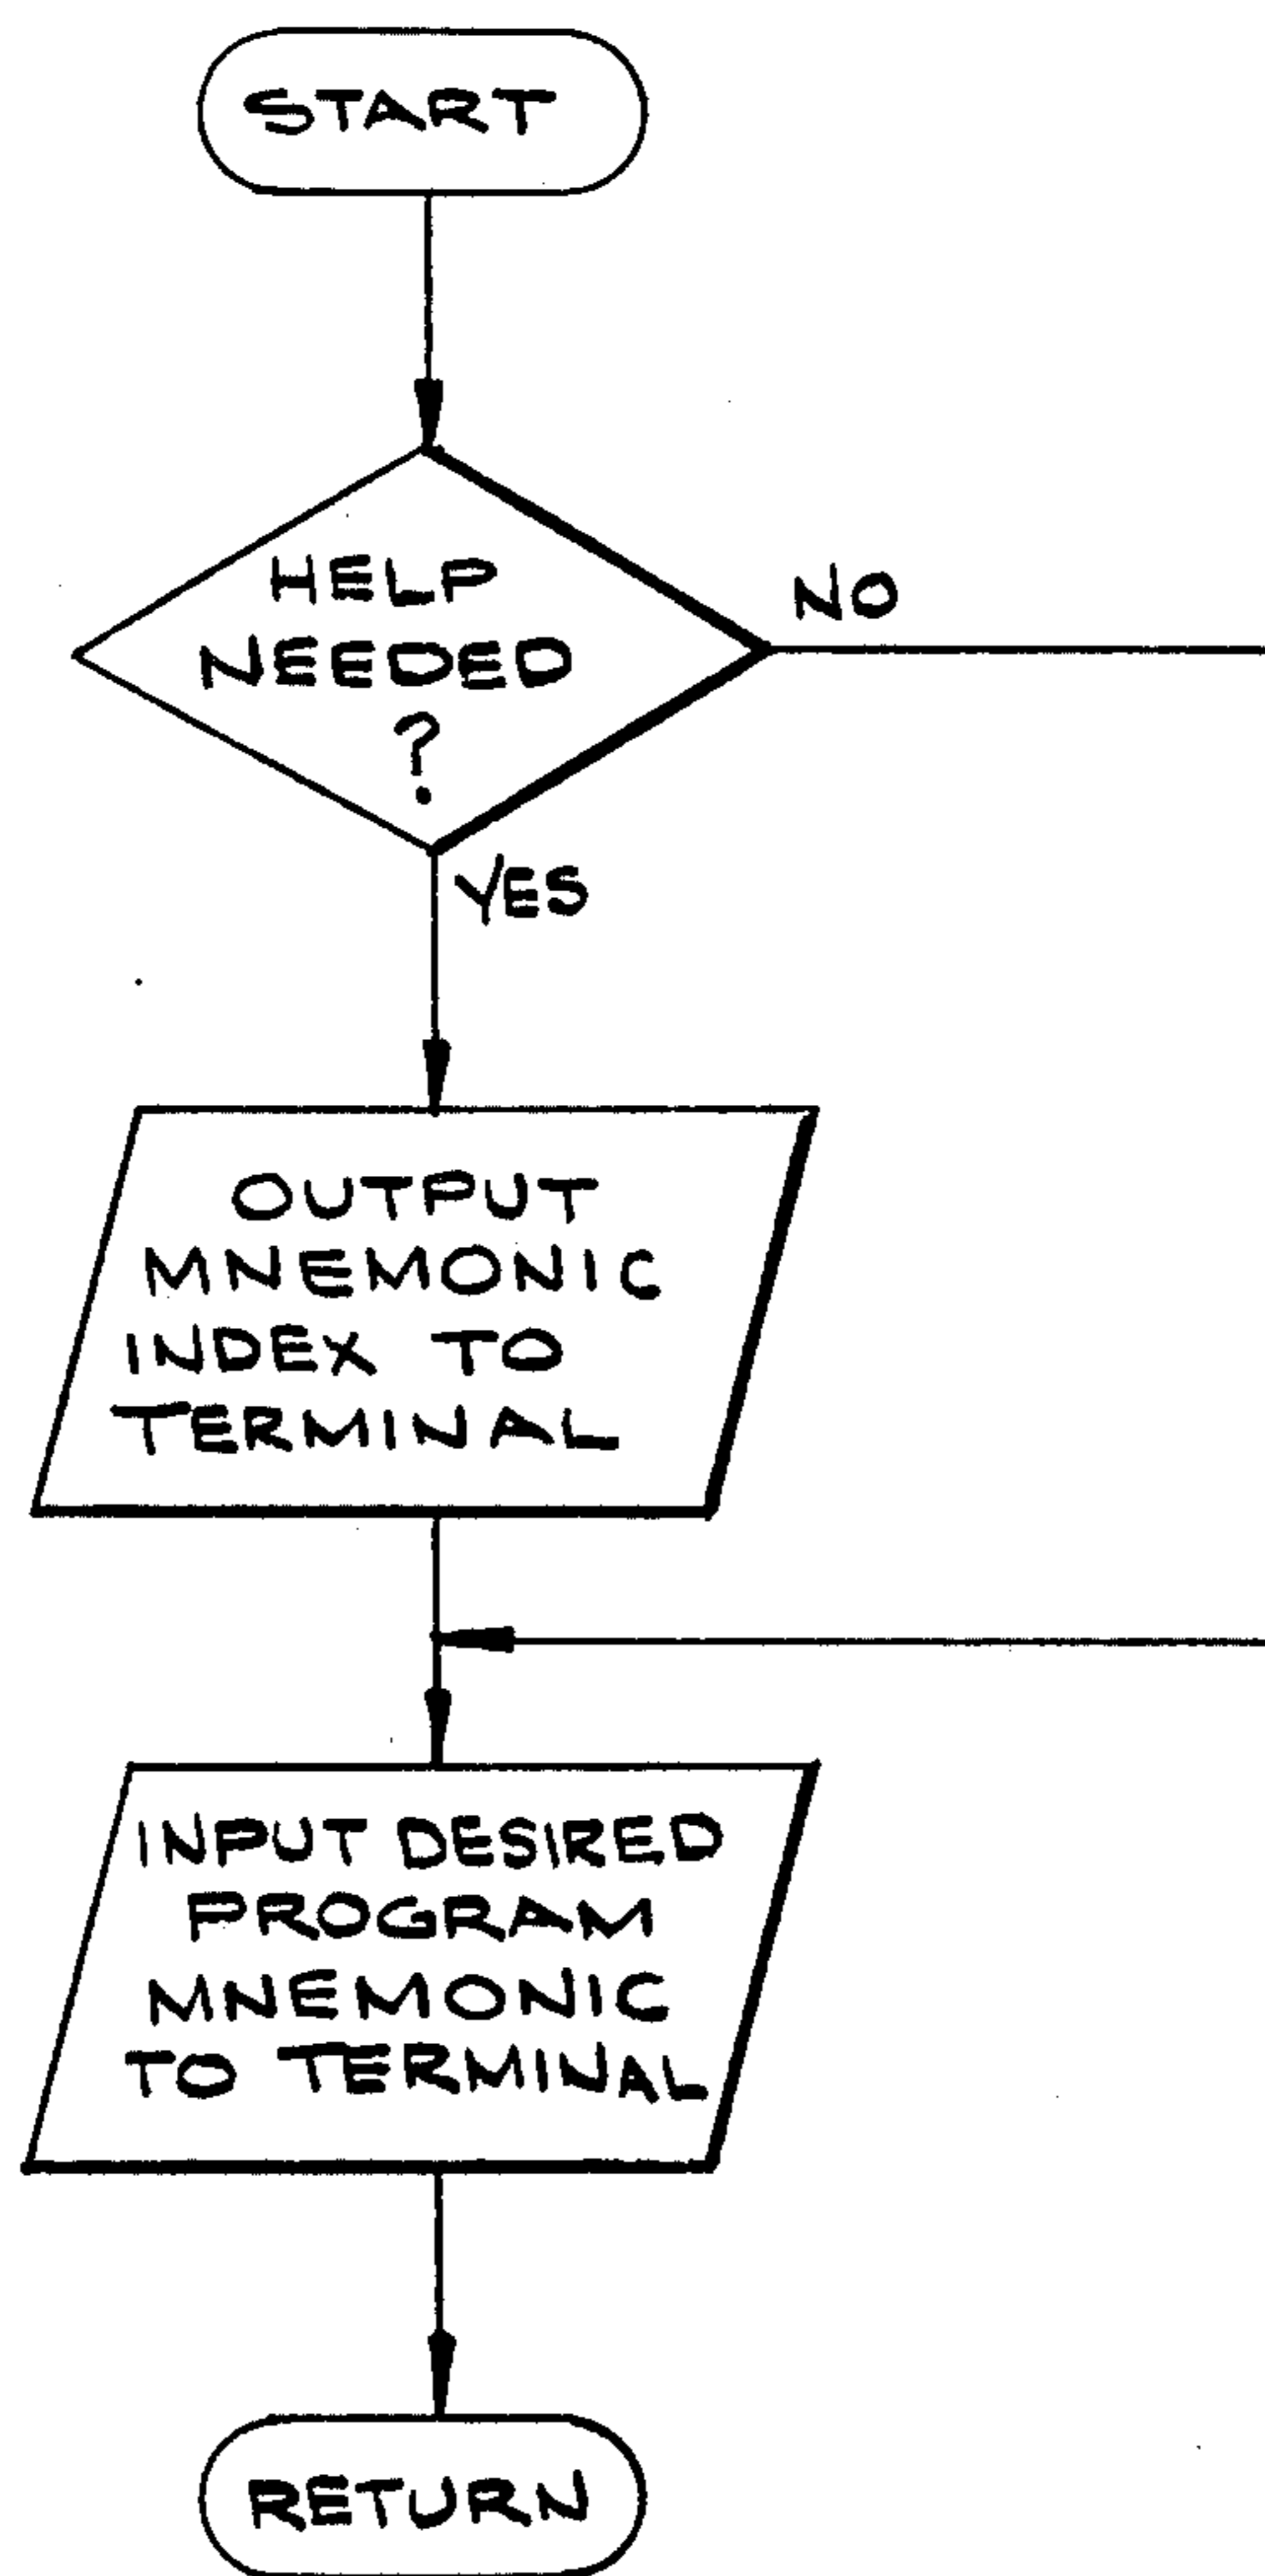 START
HELP
NEEDED
?
NO
YES
OUTPUT
MNEMONIC
INDEX TO
TERMINAL
INPUT DESIRED
PROGRAM
MNEMONIC
TO TERMINAL
RETURN